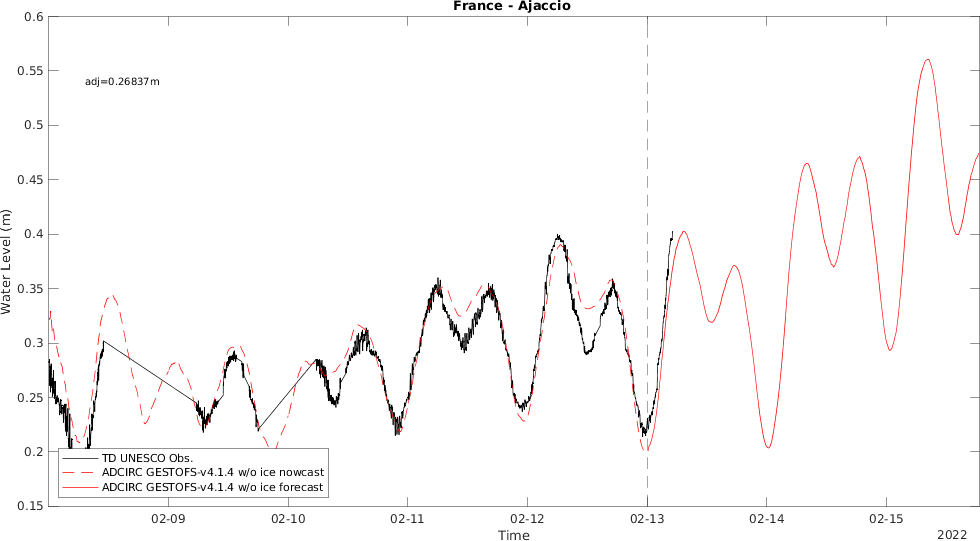 France - Ajaccio
adj=0.26837m
Water Level (m)
0.6
0.55
0.5
0.45
0.4
0.35
0.3
0.25
0.2
0.15
TD UNESCO Obs.
ADCIRC GESTOFS-v4.1.4 w/o ice nowcast
ADCIRC GESTOFS-v4.1.4 w/o ice forecast
02-09 02-10 02-11 02-12 02-13 02-14 02-15
Time
2022